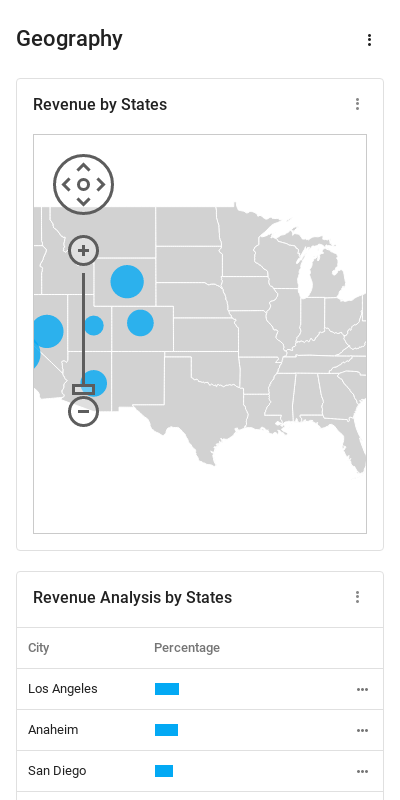 Geography
Revenue by States
Revenue Analysis by States
City Percentage
Los Angeles
Anaheim
San Diego